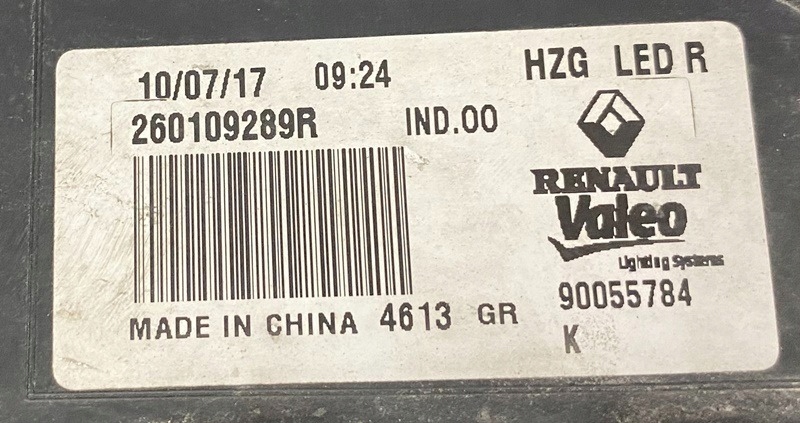 10/07/17 09:24 HZG LED R
260109289R IND.00
RENAULT
Valeo
Lighting Systems
90055784
MADE IN CHINA 4613 GR
K